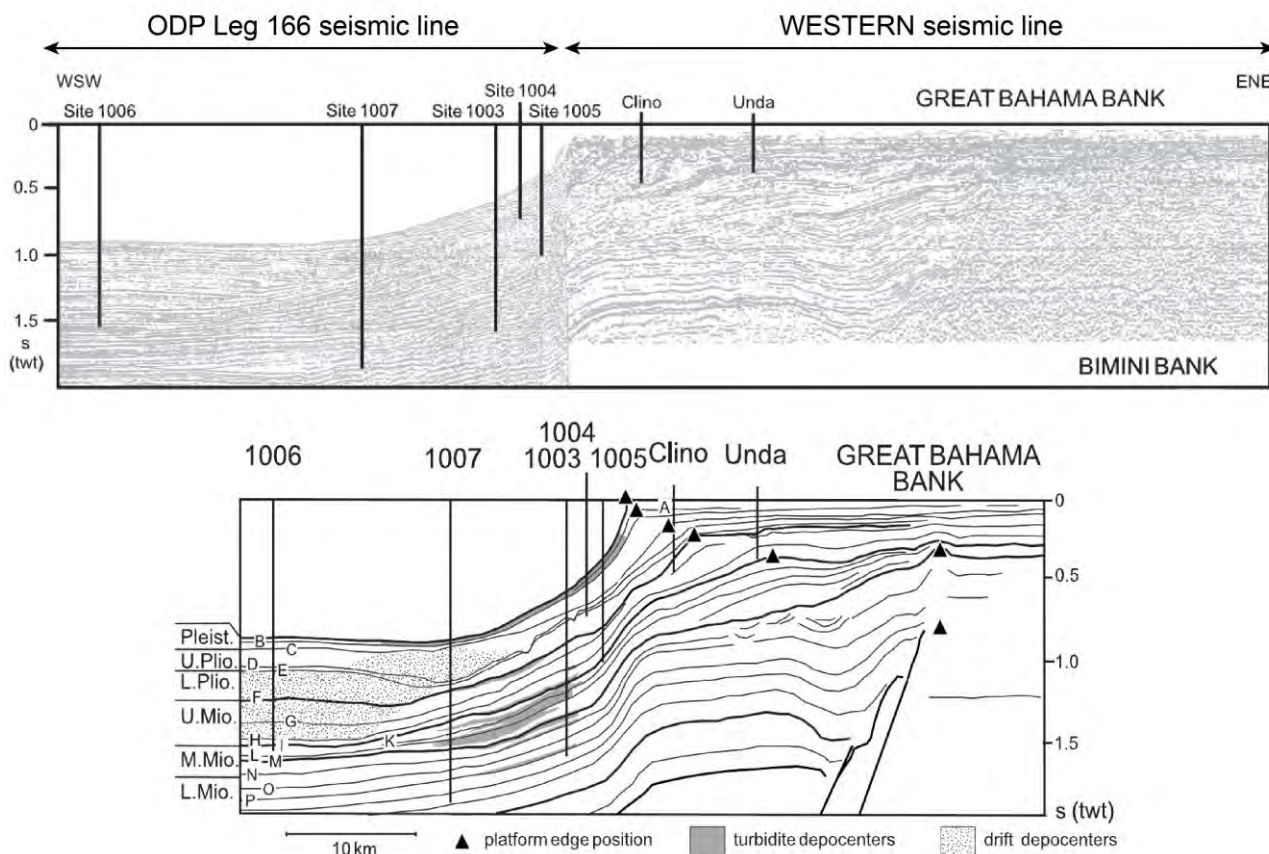 ODP Leg 166 seismic line WESTERN seismic line
WSW ENE
Site 1004
Site 1006 Site 1007 Site 1003 Site 1005 Clino Unda GREAT BAHAMA BANK
0
0.5
1.0
1.5
s
(twt)
BIMINI BANK
1004
1006 1007 1003 1005 Clino Unda GREAT BAHAMA
BANK
A 0
0.5
Pleist. B C
U.Plio. D E 1.0
L.Plio.
F
U.Mio. G
H I K 1.5
M.Mio. L M
N
L.Mio. O
P
s (twt)
10 km
platform edge position turbidite depocenters drift depocenters